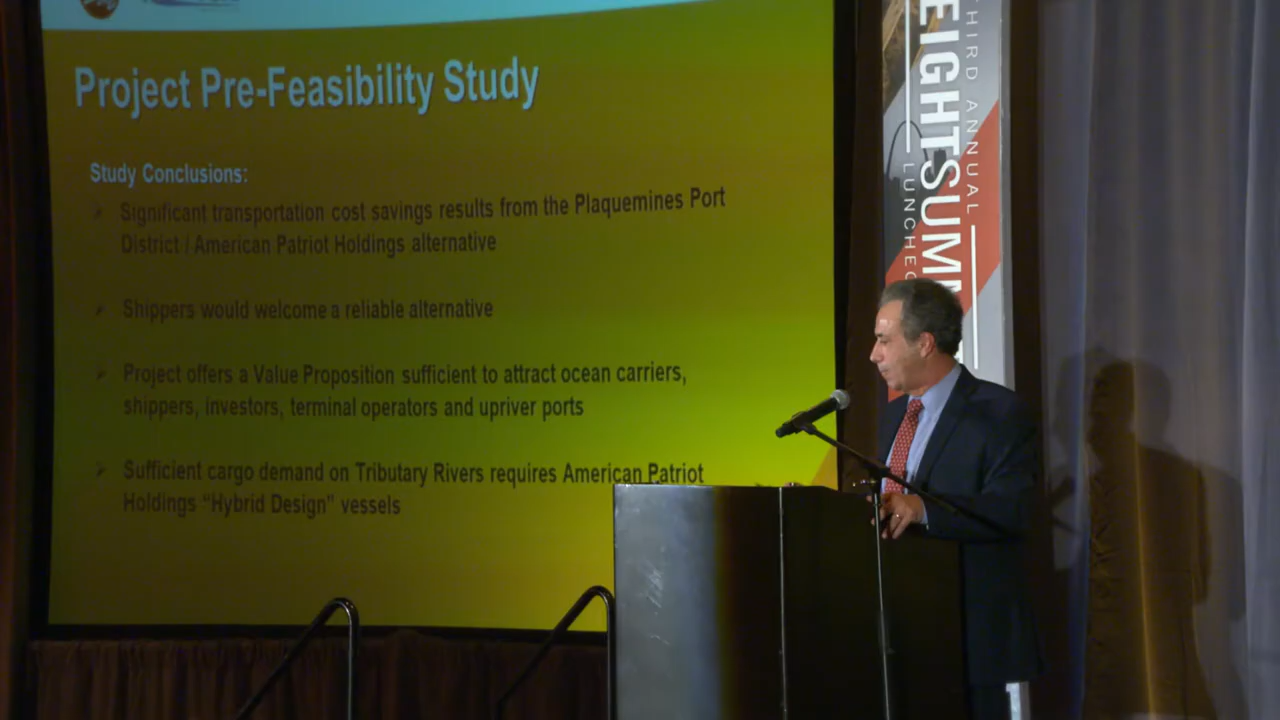 Project Pre-Feasibility Study
Study Conclusions:
Significant transportation cost savings results from the Plaquemines Port
District / American Patriot Holdings alternative
Shippers would welcome a reliable alternative
Project offers a Value Proposition sufficient to attract ocean carriers,
shippers, investors, terminal operators and upriver ports
Sufficient cargo demand on Tributary Rivers requires American Patriot
Holdings “Hybrid Design” vessels
THIRD ANNUAL
EIGHTSUMM
LUNCHEO